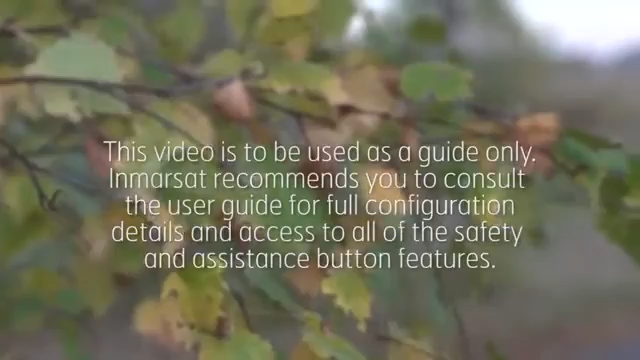 This video is to be used as a guide only.
Inmarsat recommends you to consult
the user guide for full configuration
details and access to all of the safety
and assistance button features.